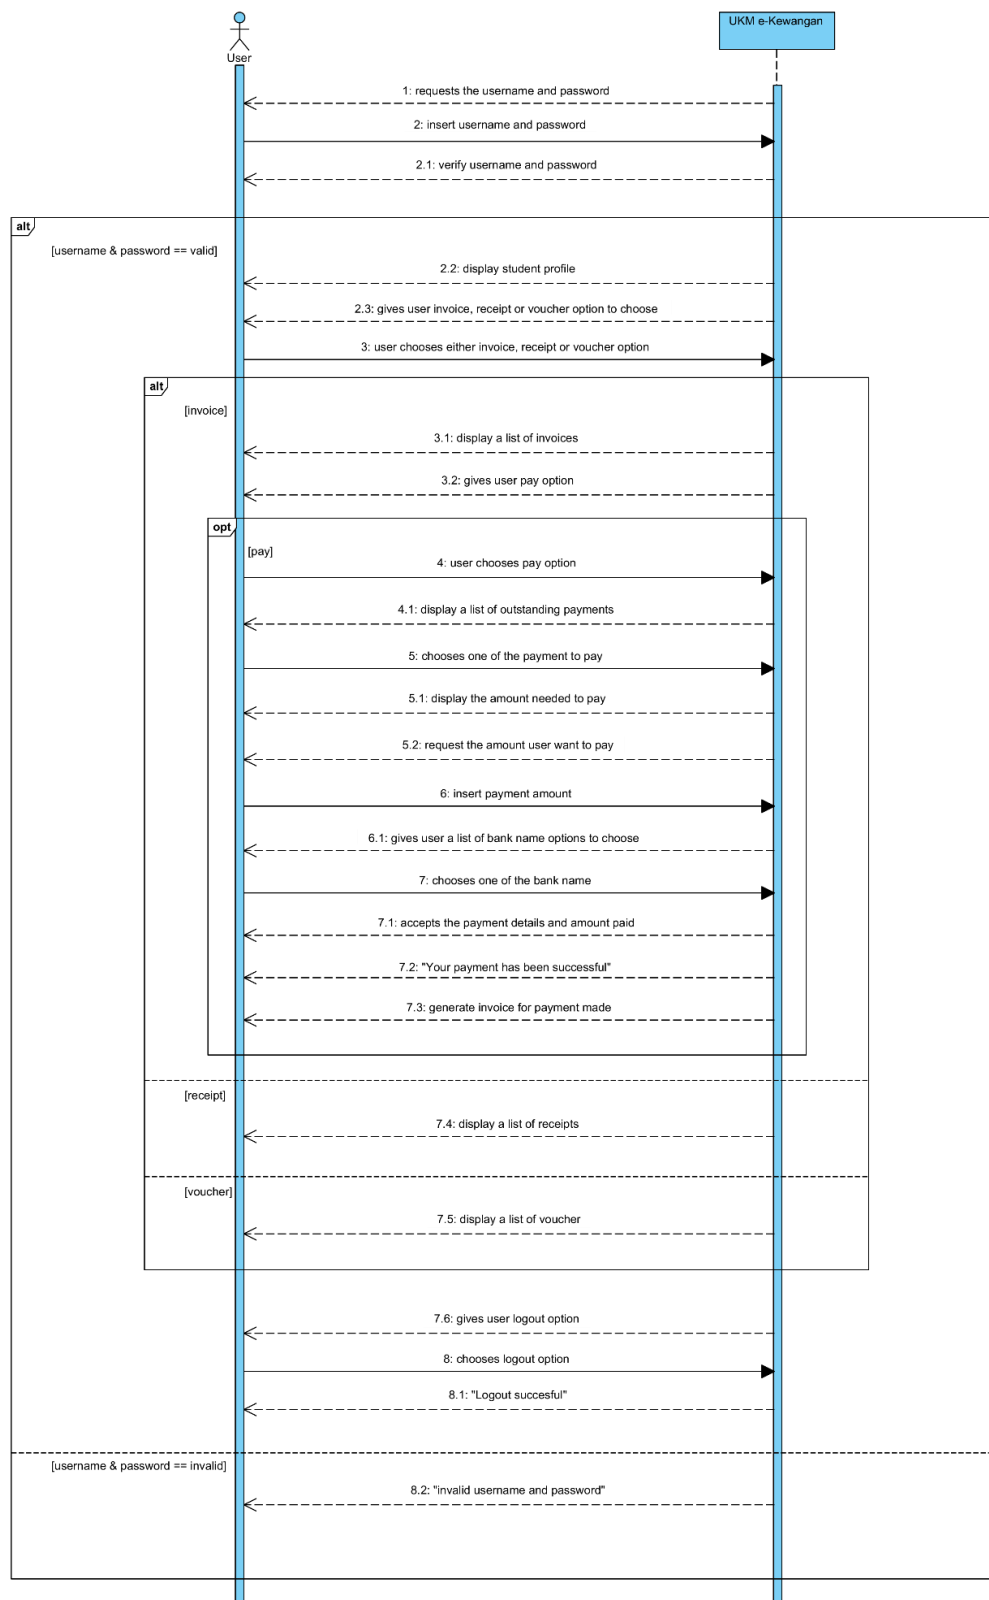 UKM e-Kewangan
User
1: requests the username and password
2: insert username and password
2.1: verify username and password
alt
[username & password == valid]
2.2: display student profile
2.3: gives user invoice, receipt or voucher option to choose
3: user chooses either invoice, receipt or voucher option
alt
[invoice]
3.1: display a list of invoices
3.2: gives user pay option
opt
[pay]
4: user chooses pay option
4.1: display a list of outstanding payments
5: chooses one of the payment to pay
5.1: display the amount needed to pay
5.2: request the amount user want to pay
6: insert payment amount
6.1: gives user a list of bank name options to choose
7: chooses one of the bank name
7.1: accepts the payment details and amount paid
7.2: "Your payment has been successful"
7.3: generate invoice for payment made
[receipt]
7.4: display a list of receipts
[voucher]
7.5: display a list of voucher
7.6: gives user logout option
8: chooses logout option
8.1: "Logout succesful"
[username & password == invalid]
8.2: "invalid username and password"